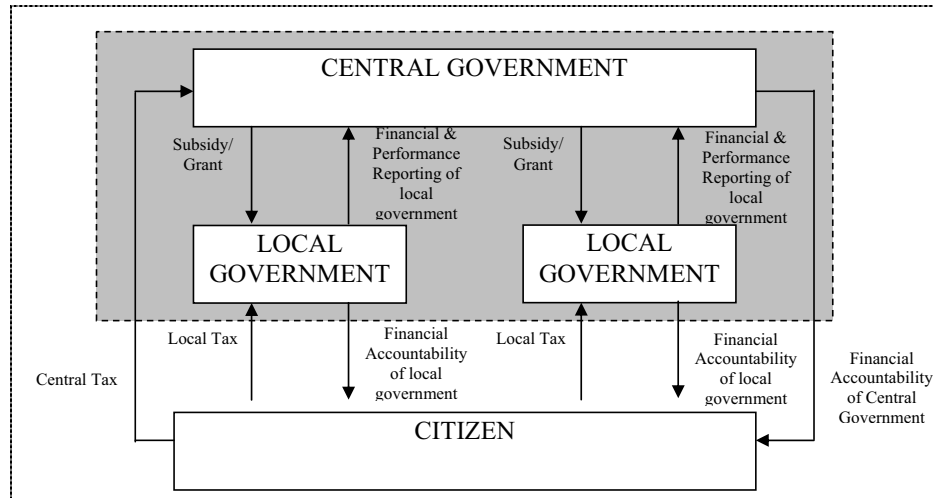 CENTRAL GOVERNMENT
Subsidy/
Grant
Financial &
Performance
Reporting of
local
government
Subsidy/
Grant
Financial &
Performance
Reporting of
local
government
LOCAL
GOVERNMENT
LOCAL
GOVERNMENT
Local Tax
Financial
Accountability
of local
government
Local Tax
Financial
Accountability
of local
government
Central Tax
Financial
Accountability
of Central
Government
CITIZEN